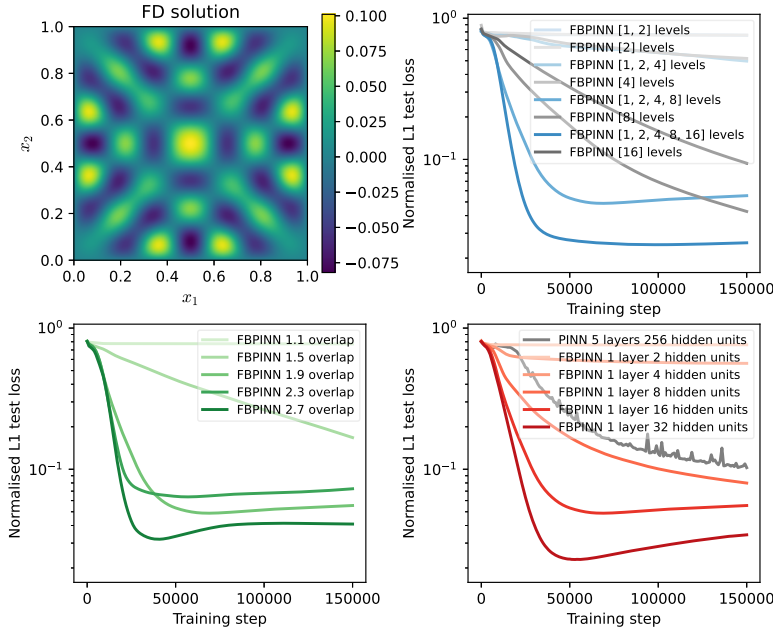 FD solution
1.0
0.8
0.6
0.4
0.2
0.0
x₂
0.0 0.2 0.4 0.6 0.8 1.0
x₁
0.100
0.075
0.050
0.025
0.000
−0.025
−0.050
−0.075
Normalised L1 test loss
10⁰
10⁻¹
FBPINN [1, 2] levels
FBPINN [2] levels
FBPINN [1, 2, 4] levels
FBPINN [4] levels
FBPINN [1, 2, 4, 8] levels
FBPINN [8] levels
FBPINN [1, 2, 4, 8, 16] levels
FBPINN [16] levels
0 50000 100000 150000
Training step
Normalised L1 test loss
10⁰
10⁻¹
FBPINN 1.1 overlap
FBPINN 1.5 overlap
FBPINN 1.9 overlap
FBPINN 2.3 overlap
FBPINN 2.7 overlap
0 50000 100000 150000
Training step
Normalised L1 test loss
10⁰
10⁻¹
PINN 5 layers 256 hidden units
FBPINN 1 layer 2 hidden units
FBPINN 1 layer 4 hidden units
FBPINN 1 layer 8 hidden units
FBPINN 1 layer 16 hidden units
FBPINN 1 layer 32 hidden units
0 50000 100000 150000
Training step